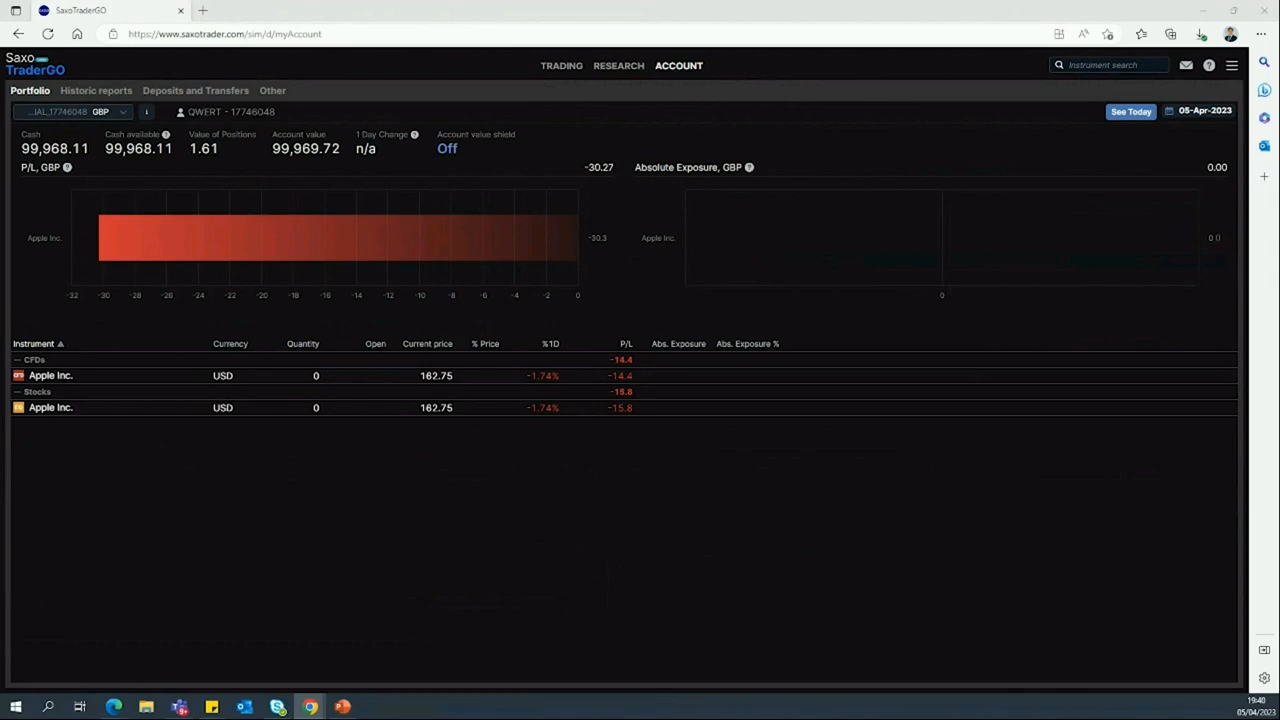 SaxoTraderGO
https://www.saxotrader.com/sim/d/myAccount
Saxo
TraderGO
TRADING RESEARCH ACCOUNT
Instrument search
Portfolio Historic reports Deposits and Transfers Other
...IAL_17746048 GBP
QWERT - 17746048
See Today 05-Apr-2023
Cash Cash available Value of Positions Account value 1 Day Change Account value shield
99,968.11 99,968.11 1.61 99,969.72 n/a Off
P/L, GBP -30.27 Absolute Exposure, GBP 0.00
Apple Inc. -30.3 Apple Inc. 0 ()
-32 -30 -28 -26 -24 -22 -20 -18 -16 -14 -12 -10 -8 -6 -4 -2 0 0
Instrument Currency Quantity Open Current price % Price %1D P/L Abs. Exposure Abs. Exposure %
CFDs -14.4
CFD Apple Inc. USD 0 162.75 -1.74% -14.4
Stocks -15.8
Apple Inc. USD 0 162.75 -1.74% -15.8
19:40
05/04/2023